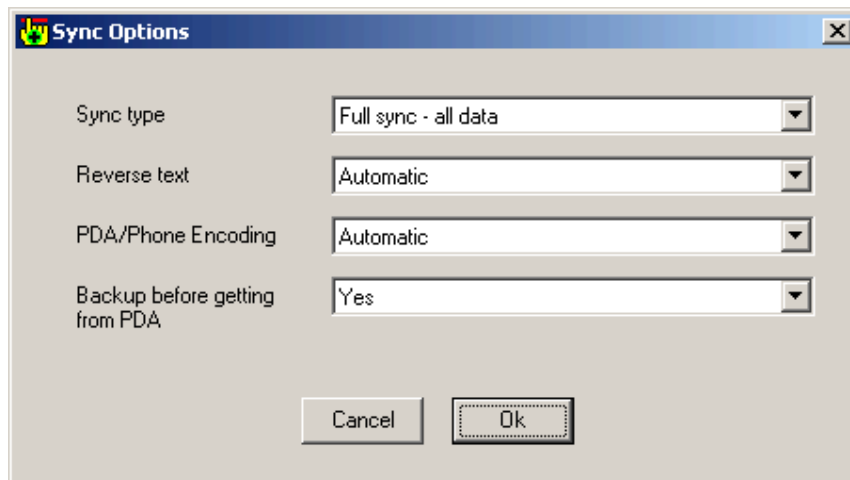 Sync Options
Sync type
Full sync - all data
Reverse text
Automatic
PDA/Phone Encoding
Automatic
Backup before getting
from PDA
Yes
Cancel
Ok